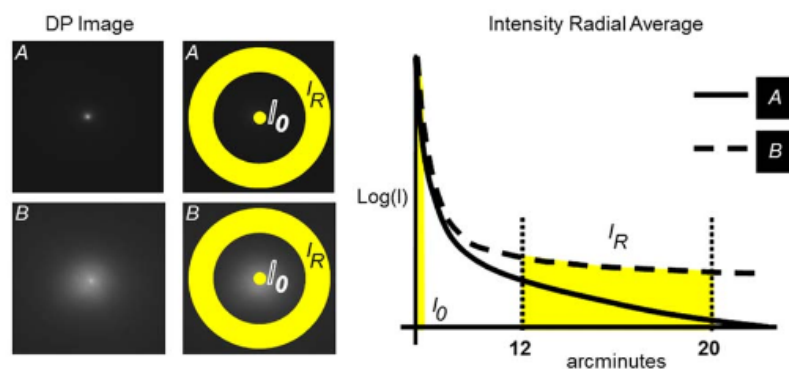 DP Image
Intensity Radial Average
A
A
I_R
I_0
B
B
I_R
I_0
A
B
Log(I)
I_R
I_0
12
20
arcminutes